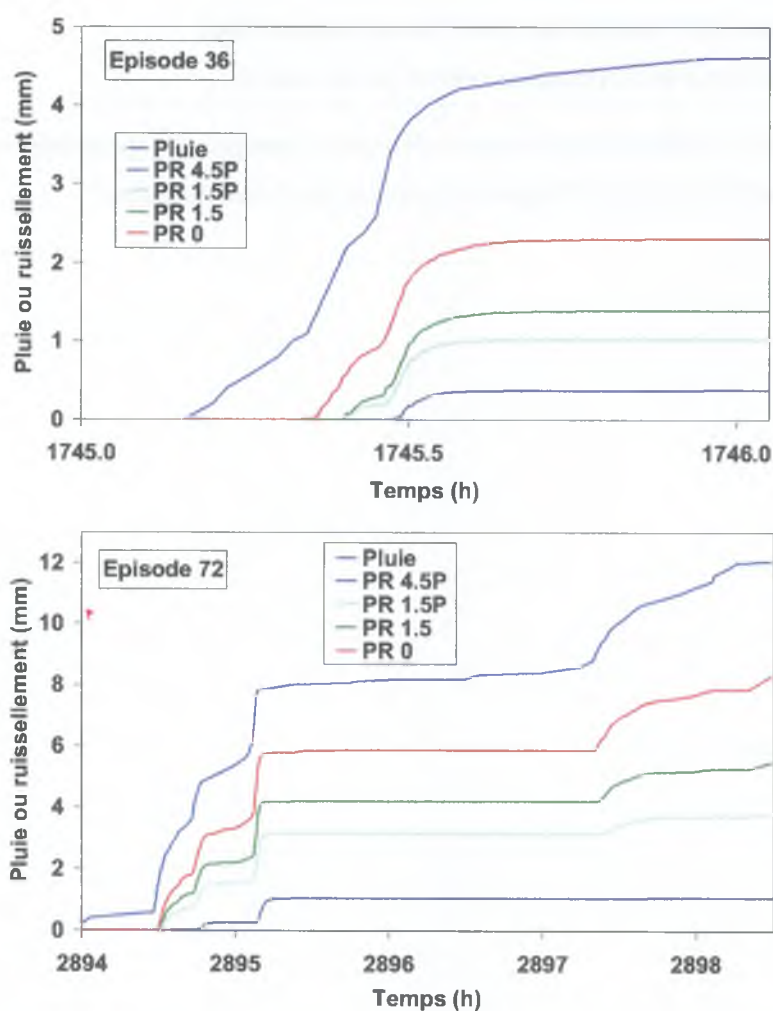 5
Episode 36
4
Pluie
PR 4.5P
PR 1.5P
PR 1.5
PR 0
3
2
1
0
Pluie ou ruissellement (mm)
1745.0 1745.5 1746.0
Temps (h)
12
Episode 72
Pluie
PR 4.5P
PR 1.5P
PR 1.5
PR 0
10
8
6
4
2
0
Pluie ou ruissellement (mm)
2894 2895 2896 2897 2898
Temps (h)